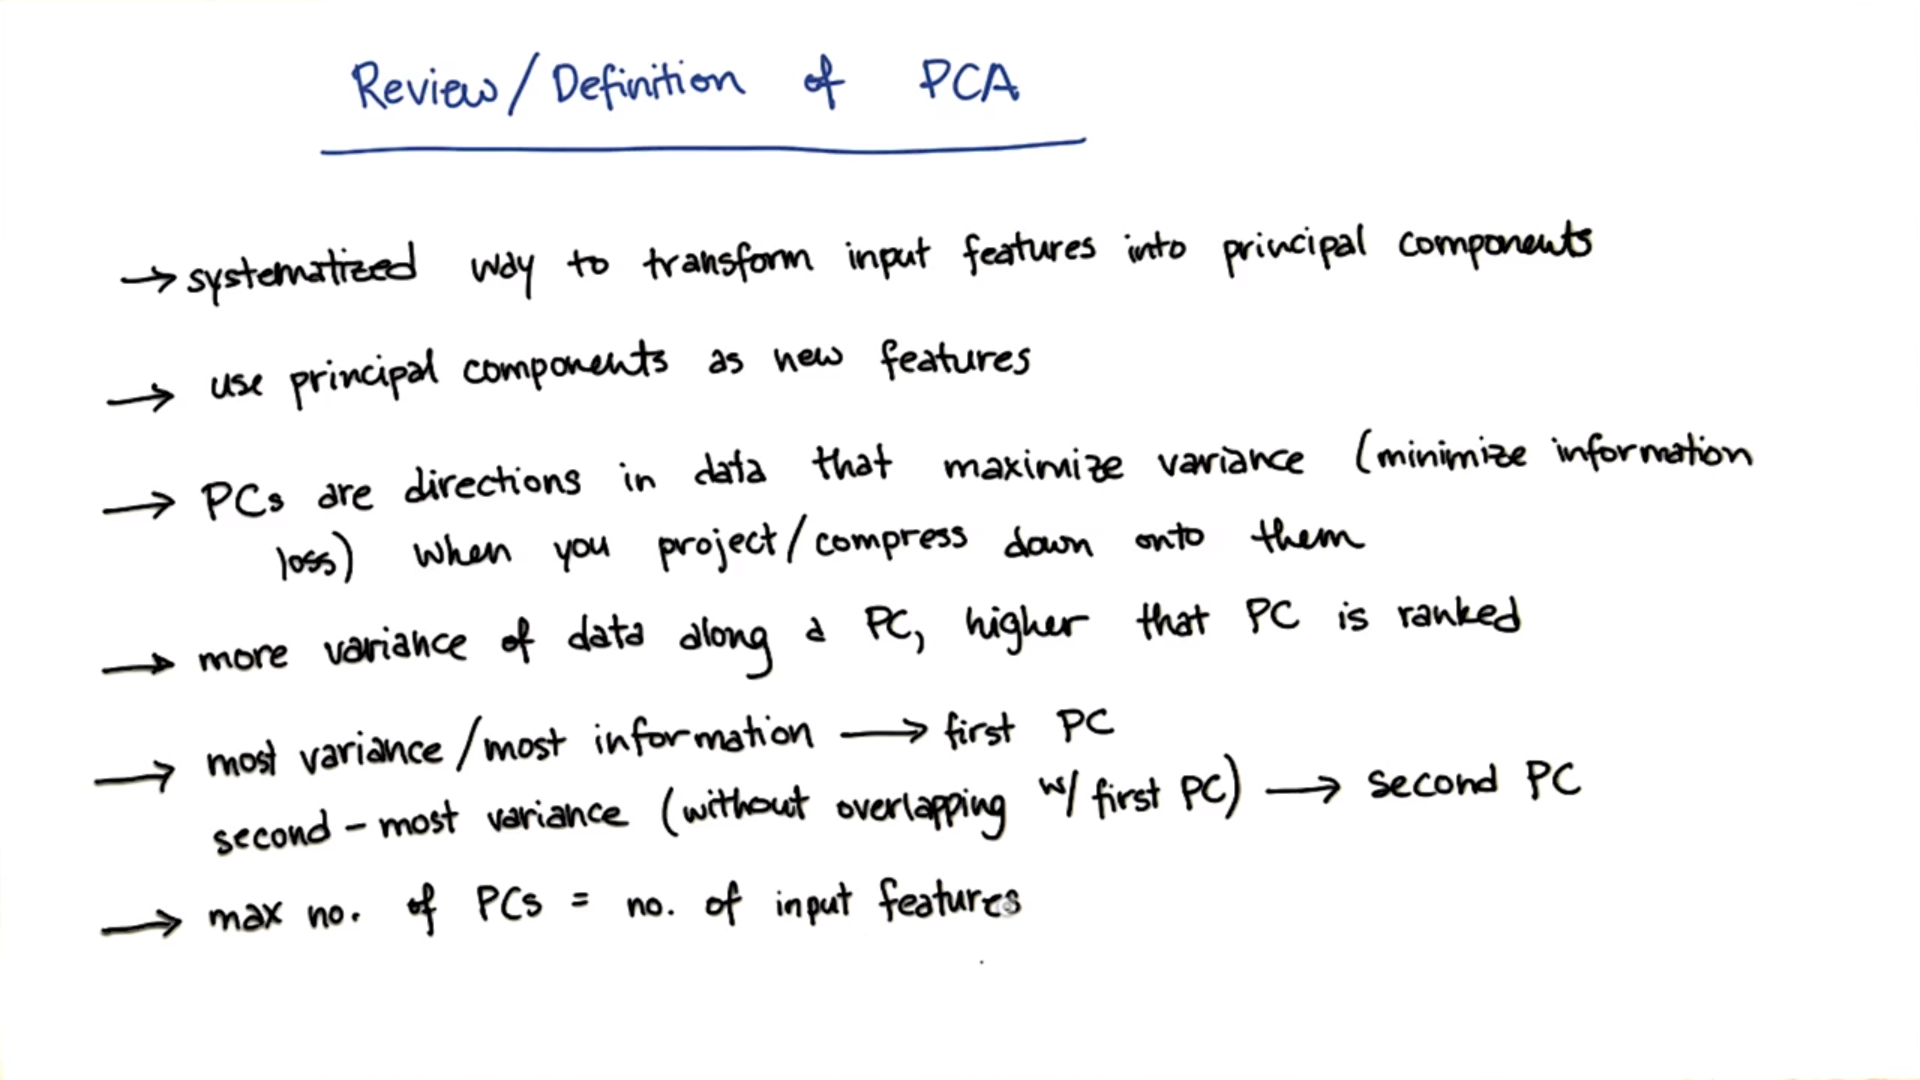 Review/Definition of PCA
→ systematized way to transform input features into principal components
→ use principal components as new features
→ PCs are directions in data that maximize variance (minimize information
loss) when you project/compress down onto them
→ more variance of data along a PC, higher that PC is ranked
→ most variance/most information → first PC
second-most variance (without overlapping w/ first PC) → second PC
→ max no. of PCs = no. of input features